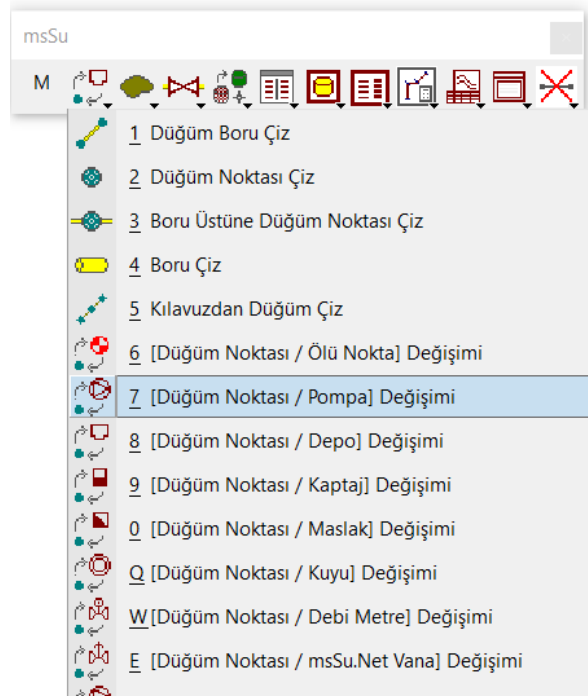 msSu
M
1 Düğüm Boru Çiz
2 Düğüm Noktası Çiz
3 Boru Üstüne Düğüm Noktası Çiz
4 Boru Çiz
5 Kılavuzdan Düğüm Çiz
6 [Düğüm Noktası / Ölü Nokta] Değişimi
7 [Düğüm Noktası / Pompa] Değişimi
8 [Düğüm Noktası / Depo] Değişimi
9 [Düğüm Noktası / Kaptaj] Değişimi
0 [Düğüm Noktası / Maslak] Değişimi
Q [Düğüm Noktası / Kuyu] Değişimi
W [Düğüm Noktası / Debi Metre] Değişimi
E [Düğüm Noktası / msSu.Net Vana] Değişimi